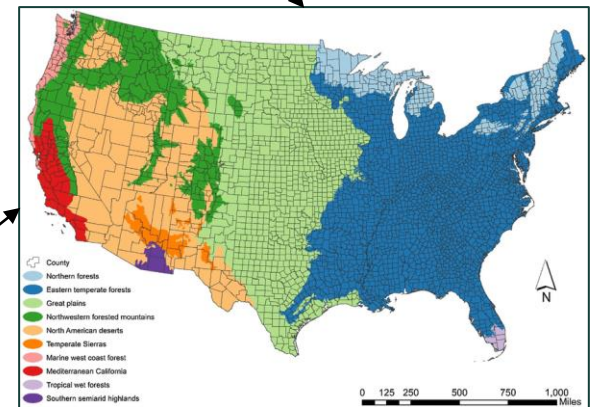 County
Northern forests
Eastern temperate forests
Great plains
Northwestern forested mountains
North American deserts
Temperate Sierras
Marine west coast forest
Mediterranean California
Tropical wet forests
Southern semiarid highlands
N
0 125 250 500 750 1,000
Miles